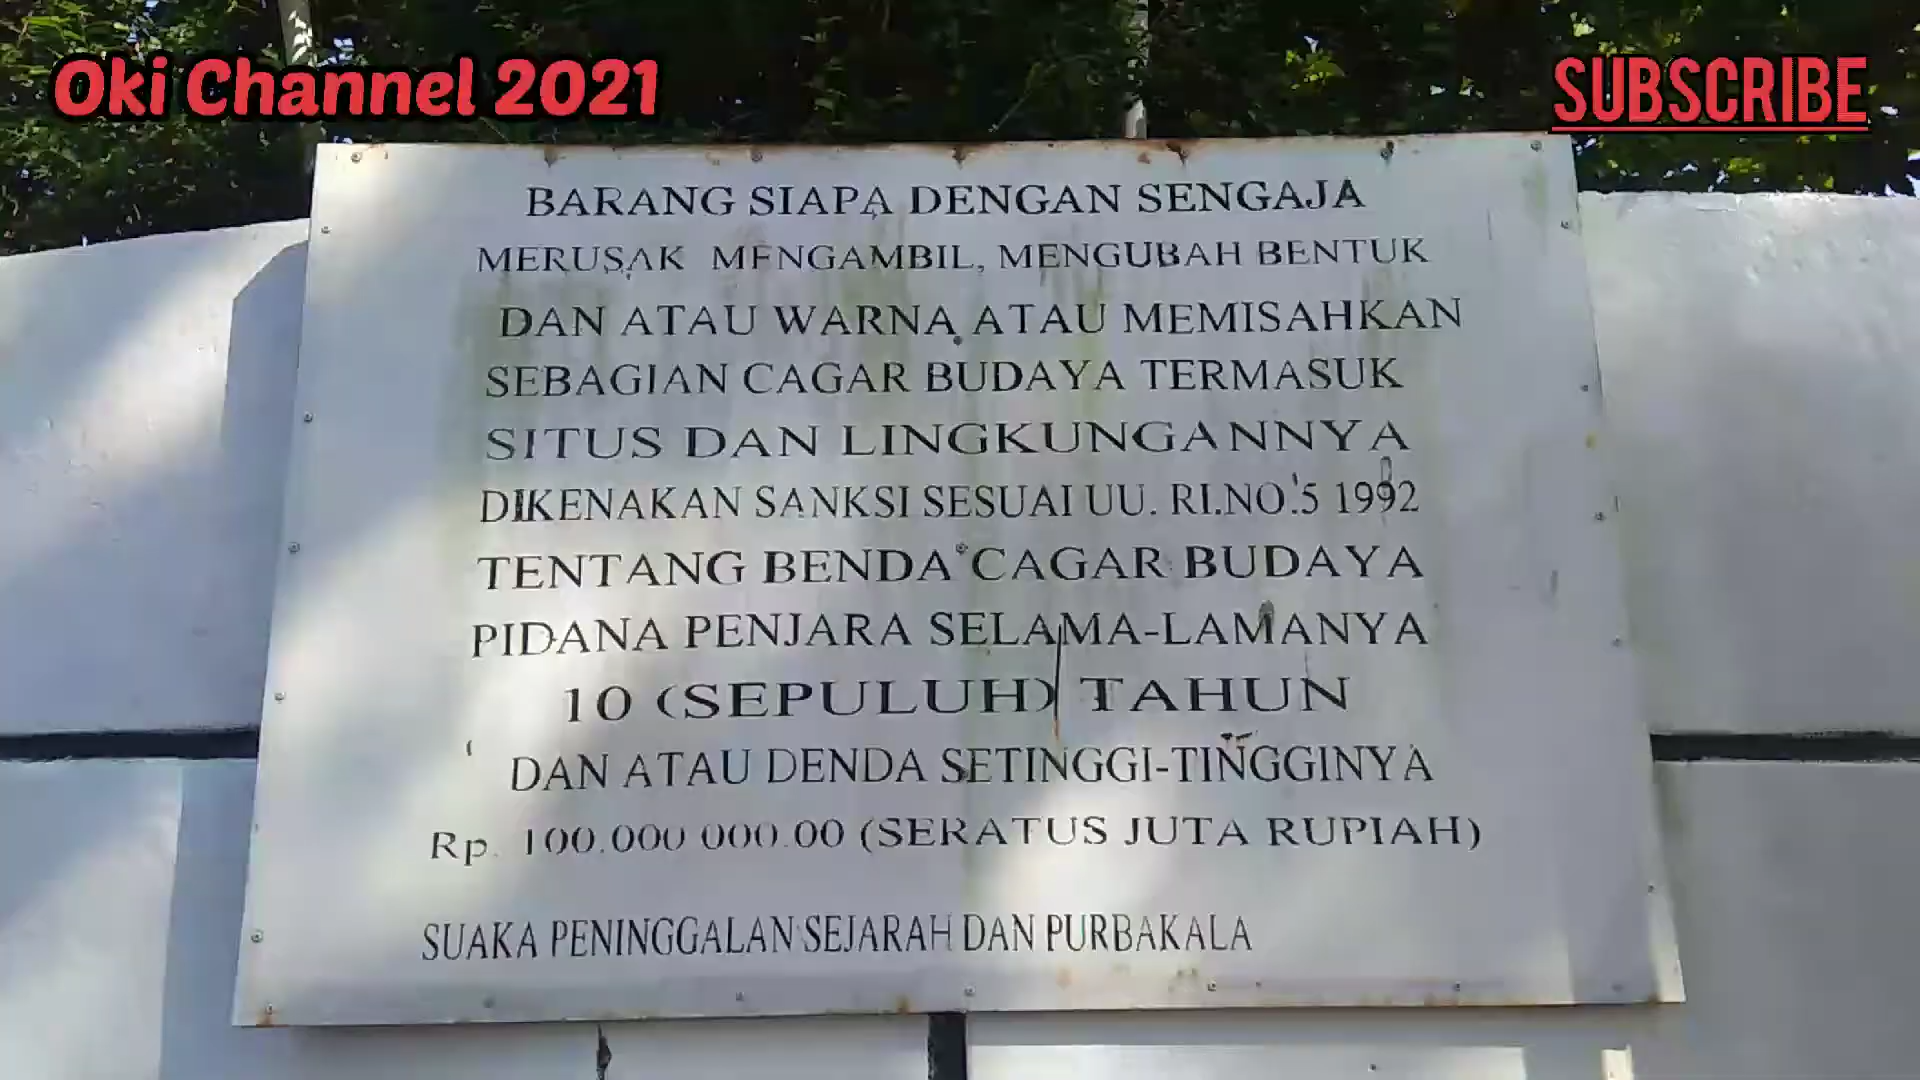 Oki Channel 2021
SUBSCRIBE
BARANG SIAPA DENGAN SENGAJA
MERUSAK MENGAMBIL, MENGUBAH BENTUK
DAN ATAU WARNA ATAU MEMISAHKAN
SEBAGIAN CAGAR BUDAYA TERMASUK
SITUS DAN LINGKUNGANNYA
DIKENAKAN SANKSI SESUAI UU. RI.NO.5 1992
TENTANG BENDA CAGAR BUDAYA
PIDANA PENJARA SELAMA-LAMANYA
10 (SEPULUH) TAHUN
DAN ATAU DENDA SETINGGI-TINGGINYA
Rp. 100.000 000.00 (SERATUS JUTA RUPIAH)
SUAKA PENINGGALAN SEJARAH DAN PURBAKALA